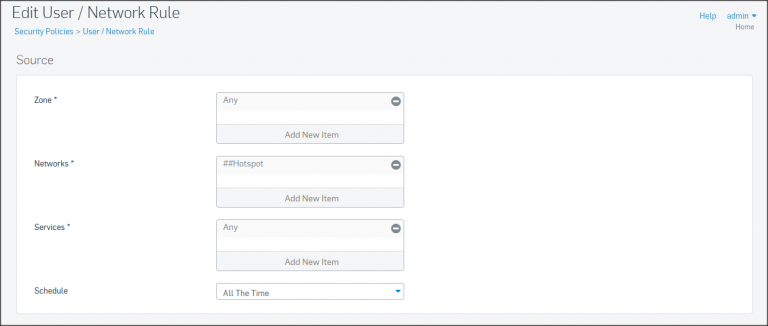 Edit User / Network Rule
Help admin
Security Policies > User / Network Rule
Home
Source
Zone *
Any
Add New Item
Networks *
##Hotspot
Add New Item
Services *
Any
Add New Item
Schedule
All The Time